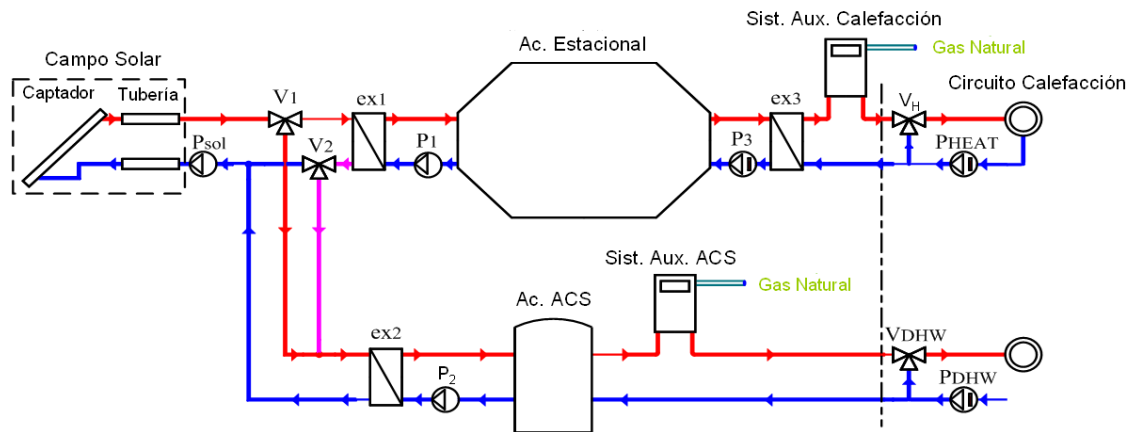 Sist. Aux. Calefacción
Gas Natural
Ac. Estacional
Campo Solar
Captador
Tubería
Circuito Calefacción
V1
ex1
ex3
VH
Psol
V2
P1
P3
PHEAT
Sist. Aux. ACS
Gas Natural
Ac. ACS
ex2
VDHW
P2
PDHW